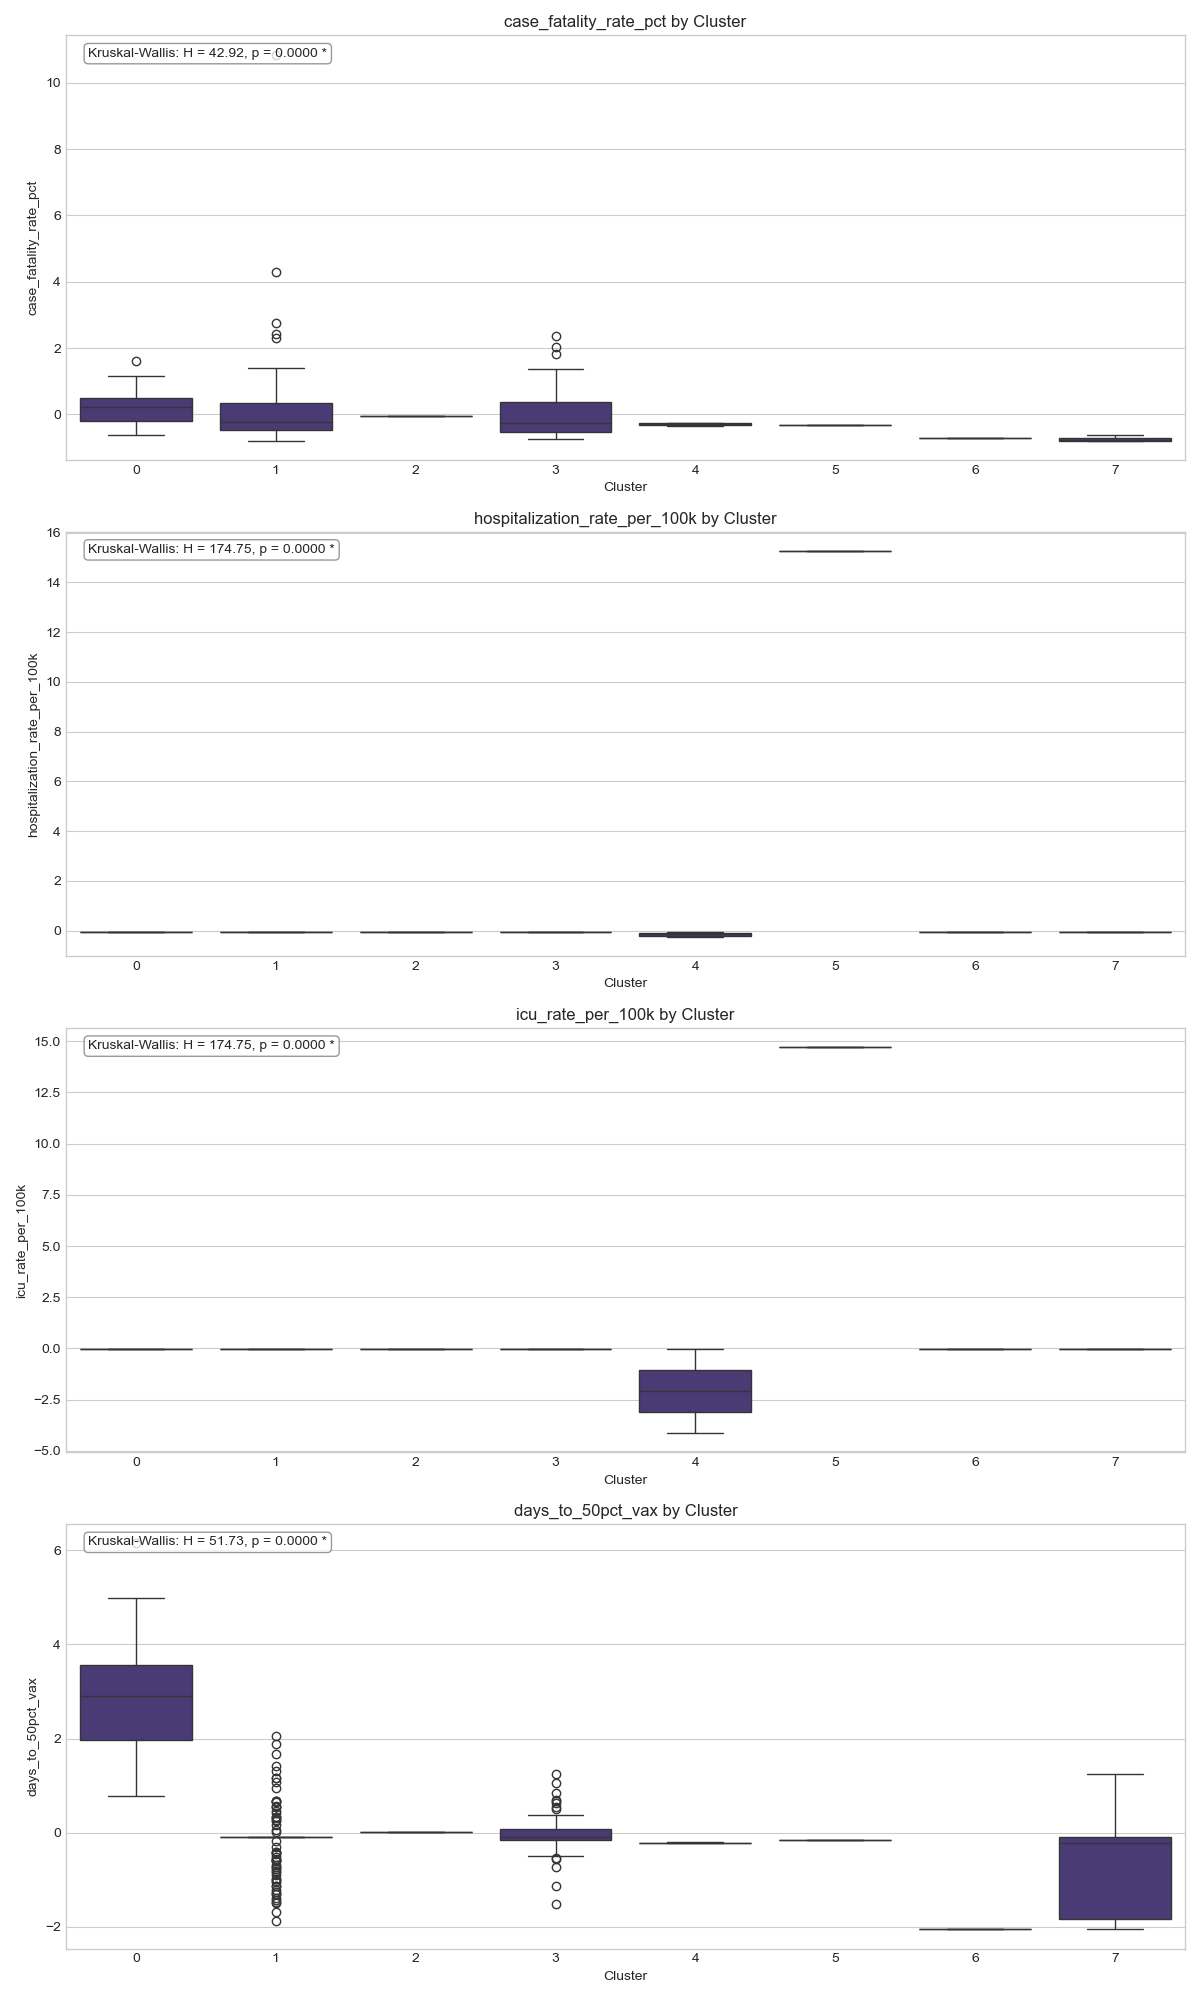 case_fatality_rate_pct by Cluster
Kruskal-Wallis: H = 42.92, p = 0.0000 *
case_fatality_rate_pct
10
8
6
4
2
0
0 1 2 3 4 5 6 7
Cluster
hospitalization_rate_per_100k by Cluster
Kruskal-Wallis: H = 174.75, p = 0.0000 *
hospitalization_rate_per_100k
16
14
12
10
8
6
4
2
0
0 1 2 3 4 5 6 7
Cluster
icu_rate_per_100k by Cluster
Kruskal-Wallis: H = 174.75, p = 0.0000 *
icu_rate_per_100k
15.0
12.5
10.0
7.5
5.0
2.5
0.0
−2.5
−5.0
0 1 2 3 4 5 6 7
Cluster
days_to_50pct_vax by Cluster
Kruskal-Wallis: H = 51.73, p = 0.0000 *
days_to_50pct_vax
6
4
2
0
−2
0 1 2 3 4 5 6 7
Cluster